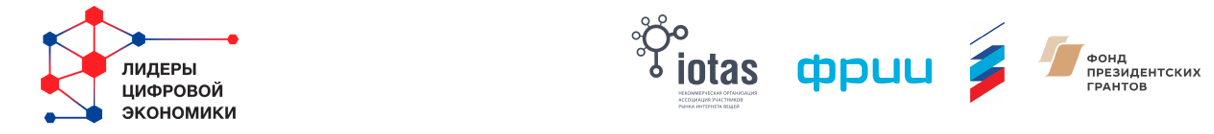 ЛИДЕРЫ
ЦИФРОВОЙ
ЭКОНОМИКИ
iotas
НЕКОММЕРЧЕСКАЯ ОРГАНИЗАЦИЯ
АССОЦИАЦИЯ УЧАСТНИКОВ
РЫНКА ИНТЕРНЕТА ВЕЩЕЙ
фрии
ФОНД
ПРЕЗИДЕНТСКИХ
ГРАНТОВ